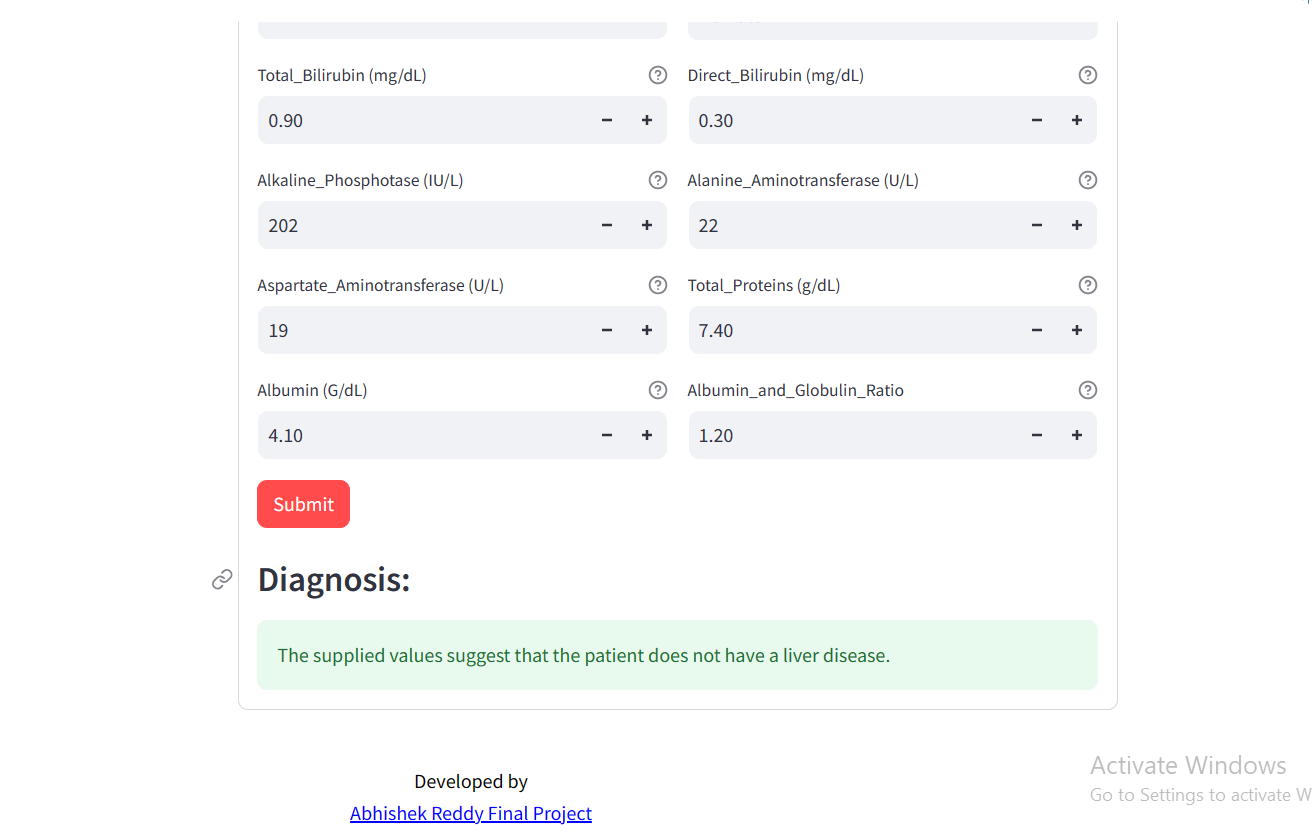 Total_Bilirubin (mg/dL) Direct_Bilirubin (mg/dL)
0.90 − + 0.30 − +
Alkaline_Phosphotase (IU/L) Alanine_Aminotransferase (U/L)
202 − + 22 − +
Aspartate_Aminotransferase (U/L) Total_Proteins (g/dL)
19 − + 7.40 − +
Albumin (G/dL) Albumin_and_Globulin_Ratio
4.10 − + 1.20 − +
Submit
Diagnosis:
The supplied values suggest that the patient does not have a liver disease.
Developed by
Abhishek Reddy Final Project
Activate Windows
Go to Settings to activate W